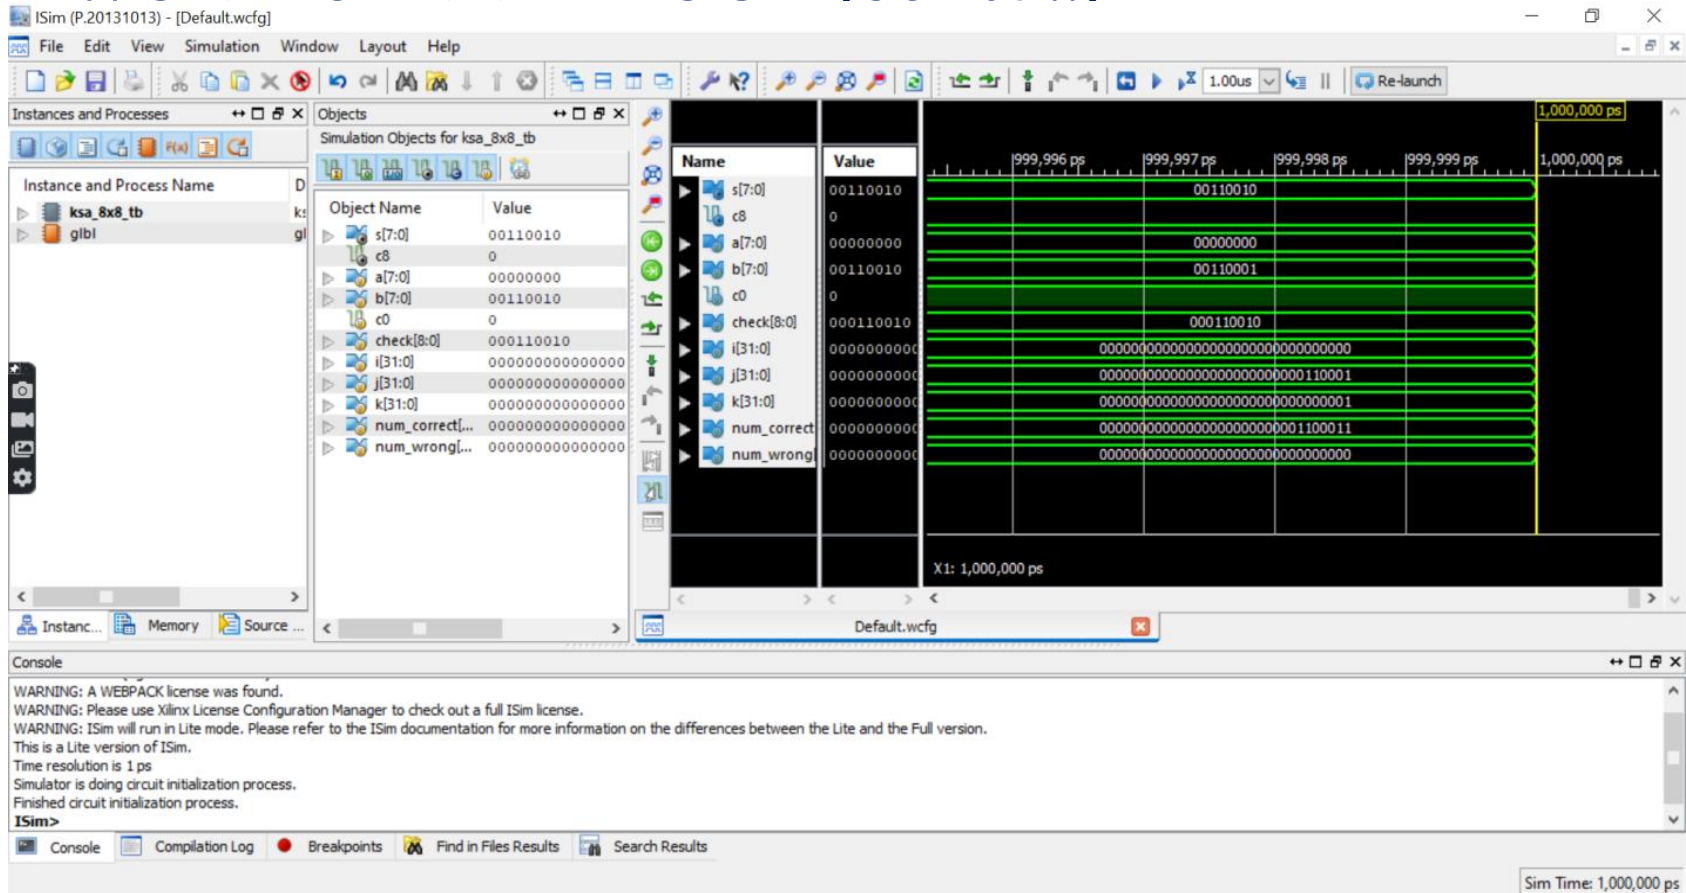 ISim (P.20131013) - [Default.wcfg]
File Edit View Simulation Window Layout Help
1.00us Re-launch
Instances and Processes
Instance and Process Name D
ksa_8x8_tb ks
glbl gl
Instanc... Memory Source ...
Objects
Simulation Objects for ksa_8x8_tb
Object Name Value
s[7:0] 00110010
c8 0
a[7:0] 00000000
b[7:0] 00110010
c0 0
check[8:0] 000110010
i[31:0] 000000000000000
j[31:0] 000000000000000
k[31:0] 000000000000000
num_correct[... 000000000000000
num_wrong[... 000000000000000
1,000,000 ps
Name Value 999,996 ps 999,997 ps 999,998 ps 999,999 ps 1,000,000 ps
s[7:0] 00110010 00110010
c8 0
a[7:0] 00000000 00000000
b[7:0] 00110010 00110001
c0 0
check[8:0] 000110010 000110010
i[31:0] 0000000000 00000000000000000000000000000000
j[31:0] 0000000000 00000000000000000000000000110001
k[31:0] 0000000000 00000000000000000000000000000001
num_correct 0000000000 00000000000000000000000001100011
num_wrong[ 0000000000 00000000000000000000000000000000
X1: 1,000,000 ps
Default.wcfg
Console
WARNING: A WEBPACK license was found.
WARNING: Please use Xilinx License Configuration Manager to check out a full ISim license.
WARNING: ISim will run in Lite mode. Please refer to the ISim documentation for more information on the differences between the Lite and the Full version.
This is a Lite version of ISim.
Time resolution is 1 ps
Simulator is doing circuit initialization process.
Finished circuit initialization process.
ISim>
Console Compilation Log Breakpoints Find in Files Results Search Results
Sim Time: 1,000,000 ps